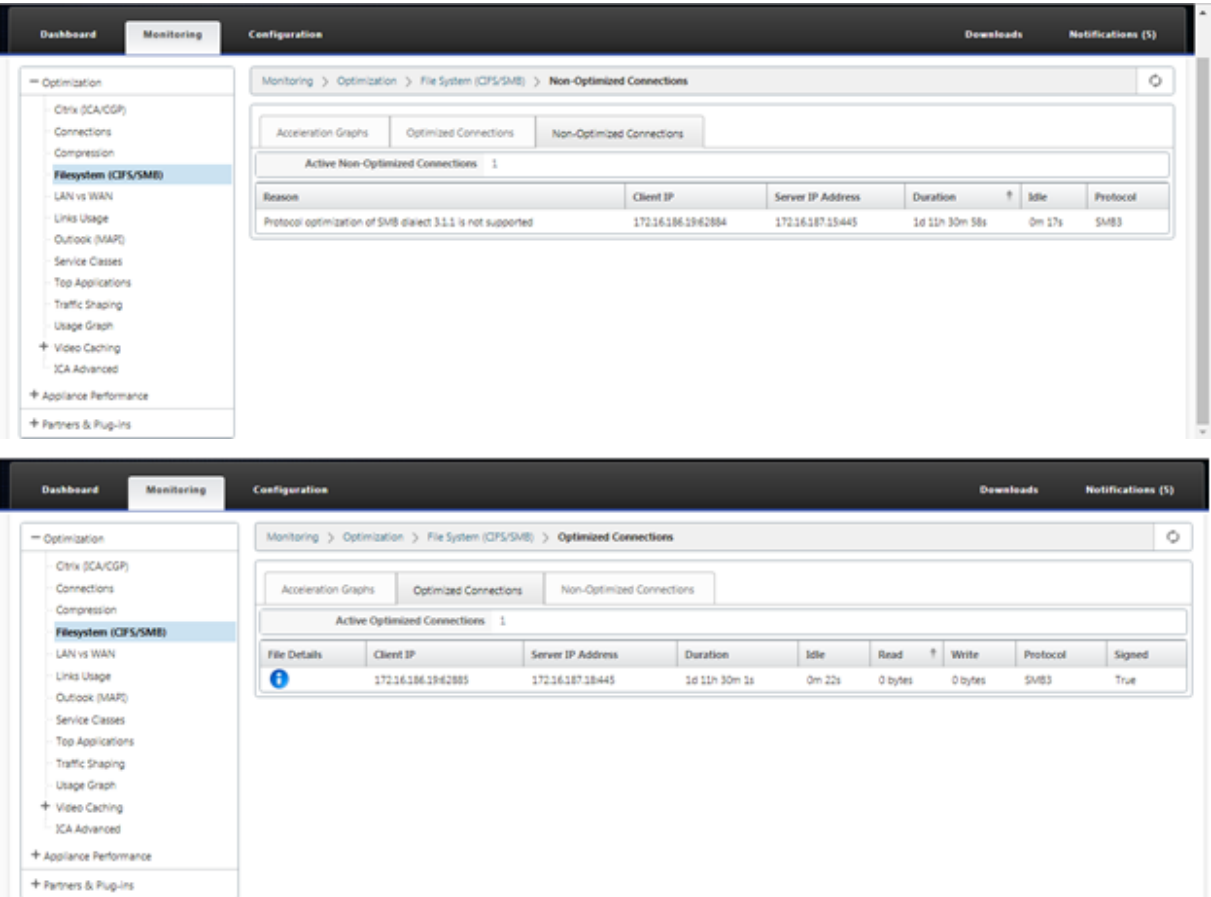 Dashboard Monitoring Configuration Downloads Notifications (5)
Optimization
Citrix (ICA/CGP)
Connections
Compression
Filesystem (CIFS/SMB)
LAN vs WAN
Links Usage
Outlook (MAPI)
Service Classes
Top Applications
Traffic Shaping
Usage Graph
Video Caching
ICA Advanced
Appliance Performance
Partners & Plug-ins
Monitoring > Optimization > File System (CIFS/SMB) > Non-Optimized Connections
Acceleration Graphs Optimized Connections Non-Optimized Connections
Active Non-Optimized Connections 1
Reason Client IP Server IP Address Duration Idle Protocol
Protocol optimization of SMB dialect 3.1.1 is not supported 172.16.186.19:62884 172.16.187.15:445 1d 11h 30m 58s 0m 17s SMB3
Dashboard Monitoring Configuration Downloads Notifications (5)
Optimization
Citrix (ICA/CGP)
Connections
Compression
Filesystem (CIFS/SMB)
LAN vs WAN
Links Usage
Outlook (MAPI)
Service Classes
Top Applications
Traffic Shaping
Usage Graph
Video Caching
ICA Advanced
Appliance Performance
Partners & Plug-ins
Monitoring > Optimization > File System (CIFS/SMB) > Optimized Connections
Acceleration Graphs Optimized Connections Non-Optimized Connections
Active Optimized Connections 1
File Details Client IP Server IP Address Duration Idle Read Write Protocol Signed
172.16.186.19:62885 172.16.187.18:445 1d 11h 30m 1s 0m 22s 0 bytes 0 bytes SMB3 True